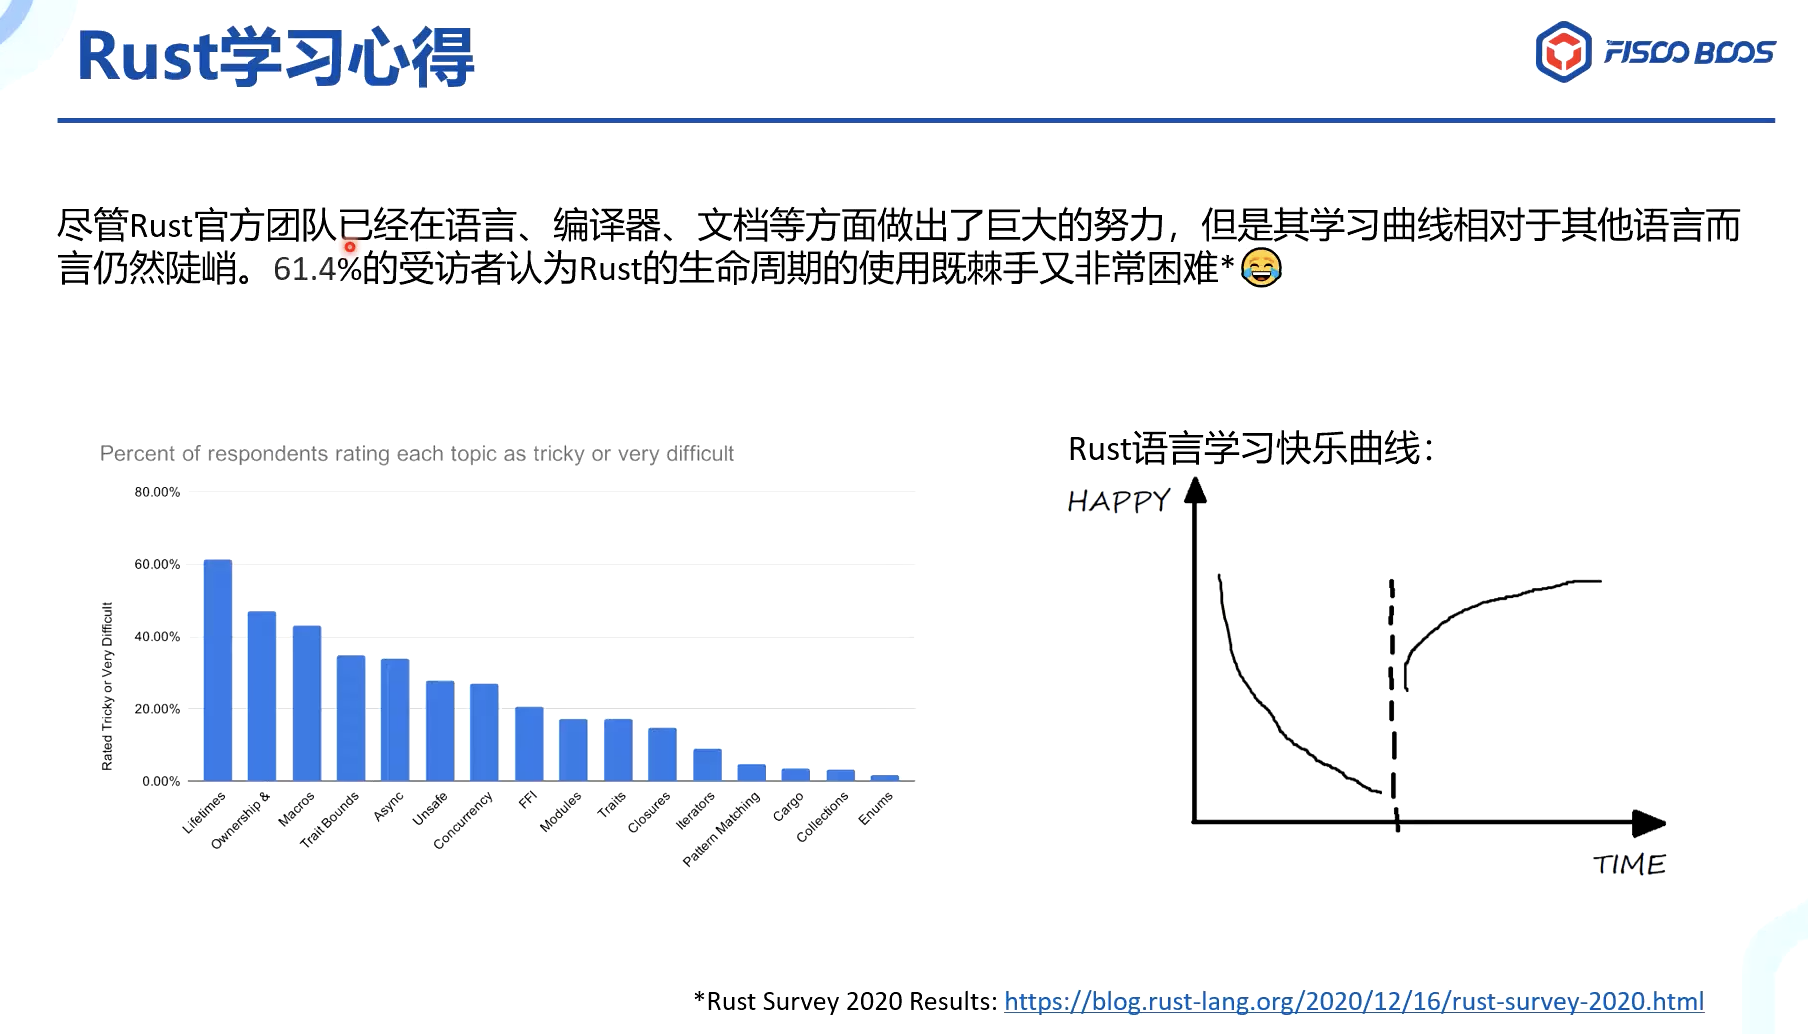 Rust学习心得
FISCO BCOS
尽管Rust官方团队已经在语言、编译器、文档等方面做出了巨大的努力，但是其学习曲线相对于其他语言而
言仍然陡峭。61.4%的受访者认为Rust的生命周期的使用既棘手又非常困难*😂
Percent of respondents rating each topic as tricky or very difficult
Rated Tricky or Very Difficult
80.00%
60.00%
40.00%
20.00%
0.00%
Lifetimes
Ownership &
Macros
Trait Bounds
Async
Unsafe
Concurrency
FFI
Modules
Traits
Closures
Iterators
Pattern Matching
Cargo
Collections
Enums
Rust语言学习快乐曲线：
HAPPY
TIME
*Rust Survey 2020 Results: https://blog.rust-lang.org/2020/12/16/rust-survey-2020.html